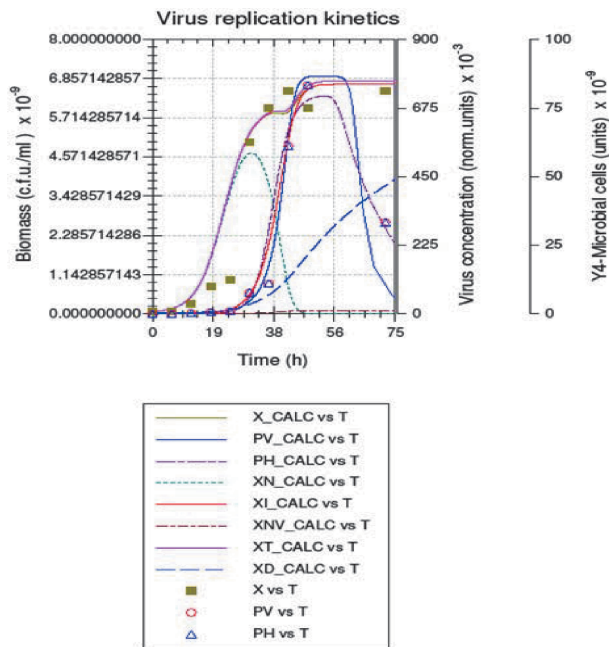 Virus replication kinetics
8.000000000
6.857142857
5.714285714
4.571428571
3.428571429
2.285714286
1.142857143
0.000000000
Biomass (c.f.u./ml) x 10-9
0 19 38 56 75
Time (h)
900
675
450
225
0
Virus concentration (norm.units) x 10-3
100
75
50
25
0
Y4-Microbial cells (units) x 10-9
X_CALC vs T
PV_CALC vs T
PH_CALC vs T
XN_CALC vs T
XI_CALC vs T
XNV_CALC vs T
XT_CALC vs T
XD_CALC vs T
X vs T
PV vs T
PH vs T